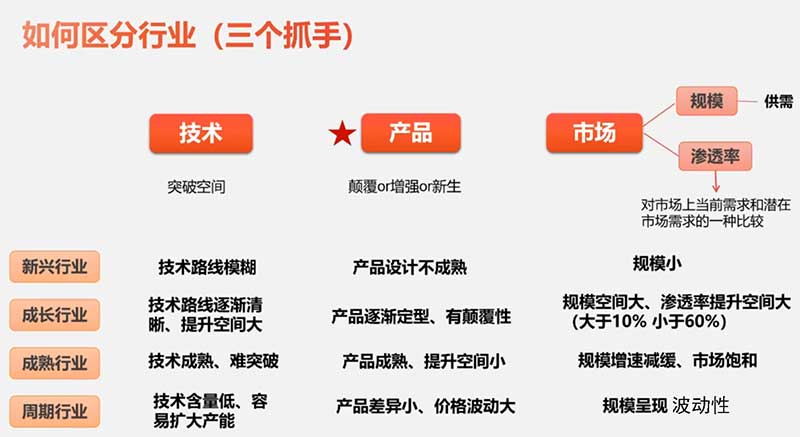 如何区分行业（三个抓手）
规模
供需
技术
产品
市场
渗透率
突破空间
颠覆or增强or新生
对市场上当前需求和潜在
市场需求的一种比较
新兴行业
技术路线模糊
产品设计不成熟
规模小
成长行业
技术路线逐渐清
晰、提升空间大
产品逐渐定型、有颠覆性
规模空间大、渗透率提升空间大
（大于10% 小于60%）
成熟行业
技术成熟、难突破
产品成熟、提升空间小
规模增速减缓、市场饱和
周期行业
技术含量低、容
易扩大产能
产品差异小、价格波动大
规模呈现 波动性